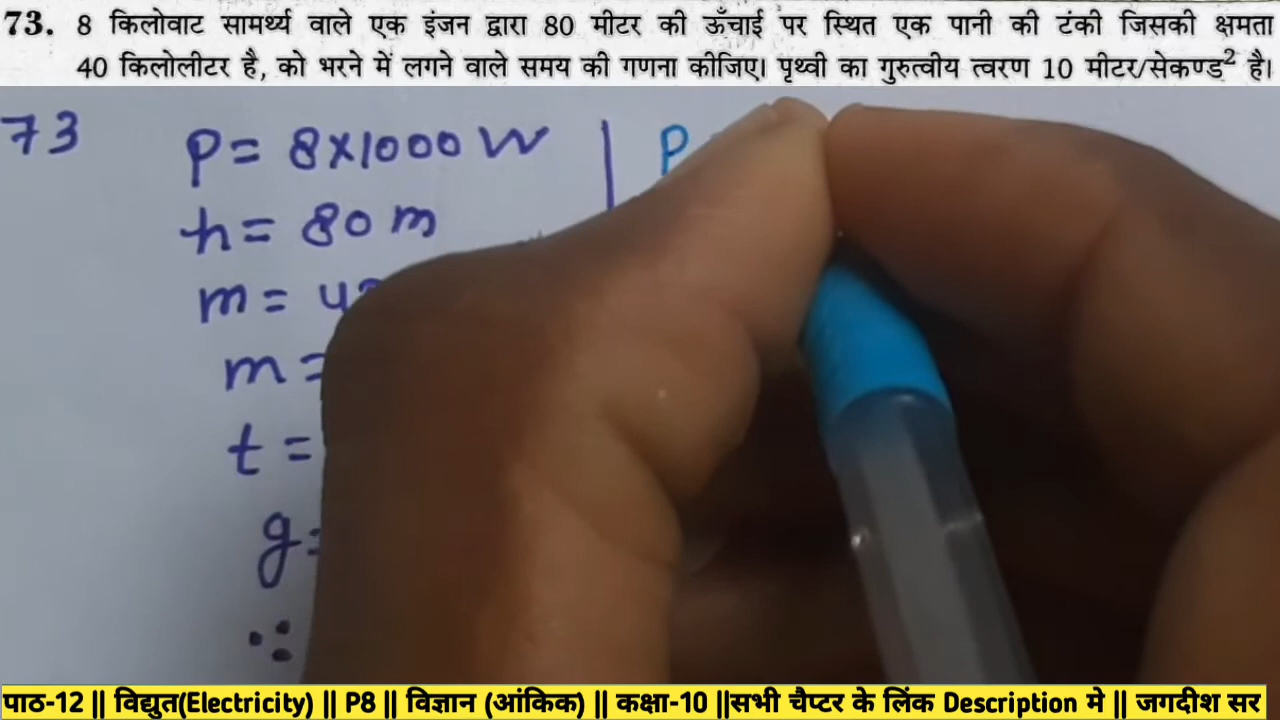 73. 8 किलोवाट सामर्थ्य वाले एक इंजन द्वारा 80 मीटर की ऊँचाई पर स्थित एक पानी की टंकी जिसकी क्षमता
40 किलोलीटर है, को भरने में लगने वाले समय की गणना कीजिए। पृथ्वी का गुरुत्वीय त्वरण 10 मीटर/सेकण्ड² है।
73
P = 8×1000 W
h = 80 m
m = 4
m =
t =
g =
∵
P
पाठ-12 || विद्युत(Electricity) || P8 || विज्ञान (आंकिक) || कक्षा-10 ||सभी चैप्टर के लिंक Description मे || जगदीश सर